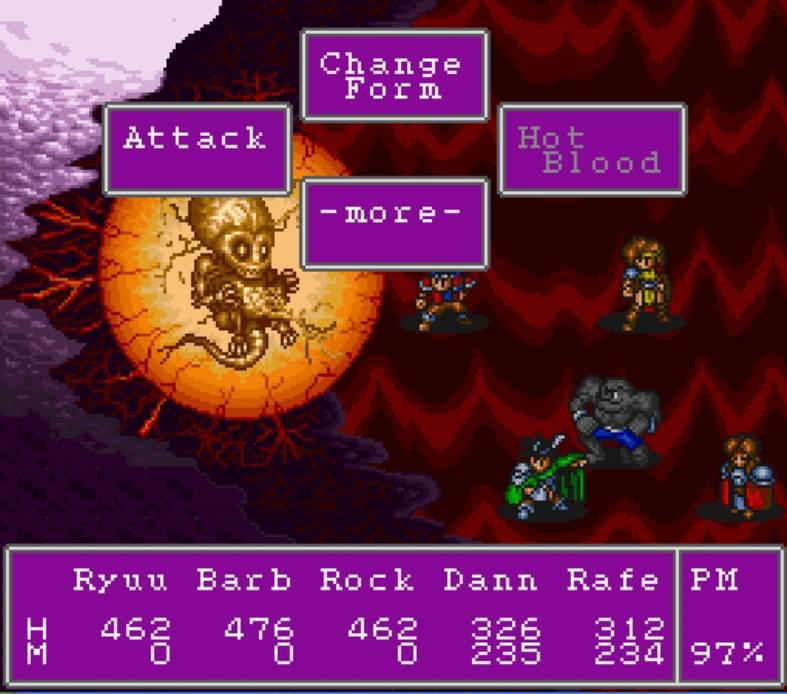 Change
Form
Attack
Hot
Blood
-more-
Ryuu Barb Rock Dann Rafe PM
H 462 476 462 326 312
M 0 0 0 235 234 97%